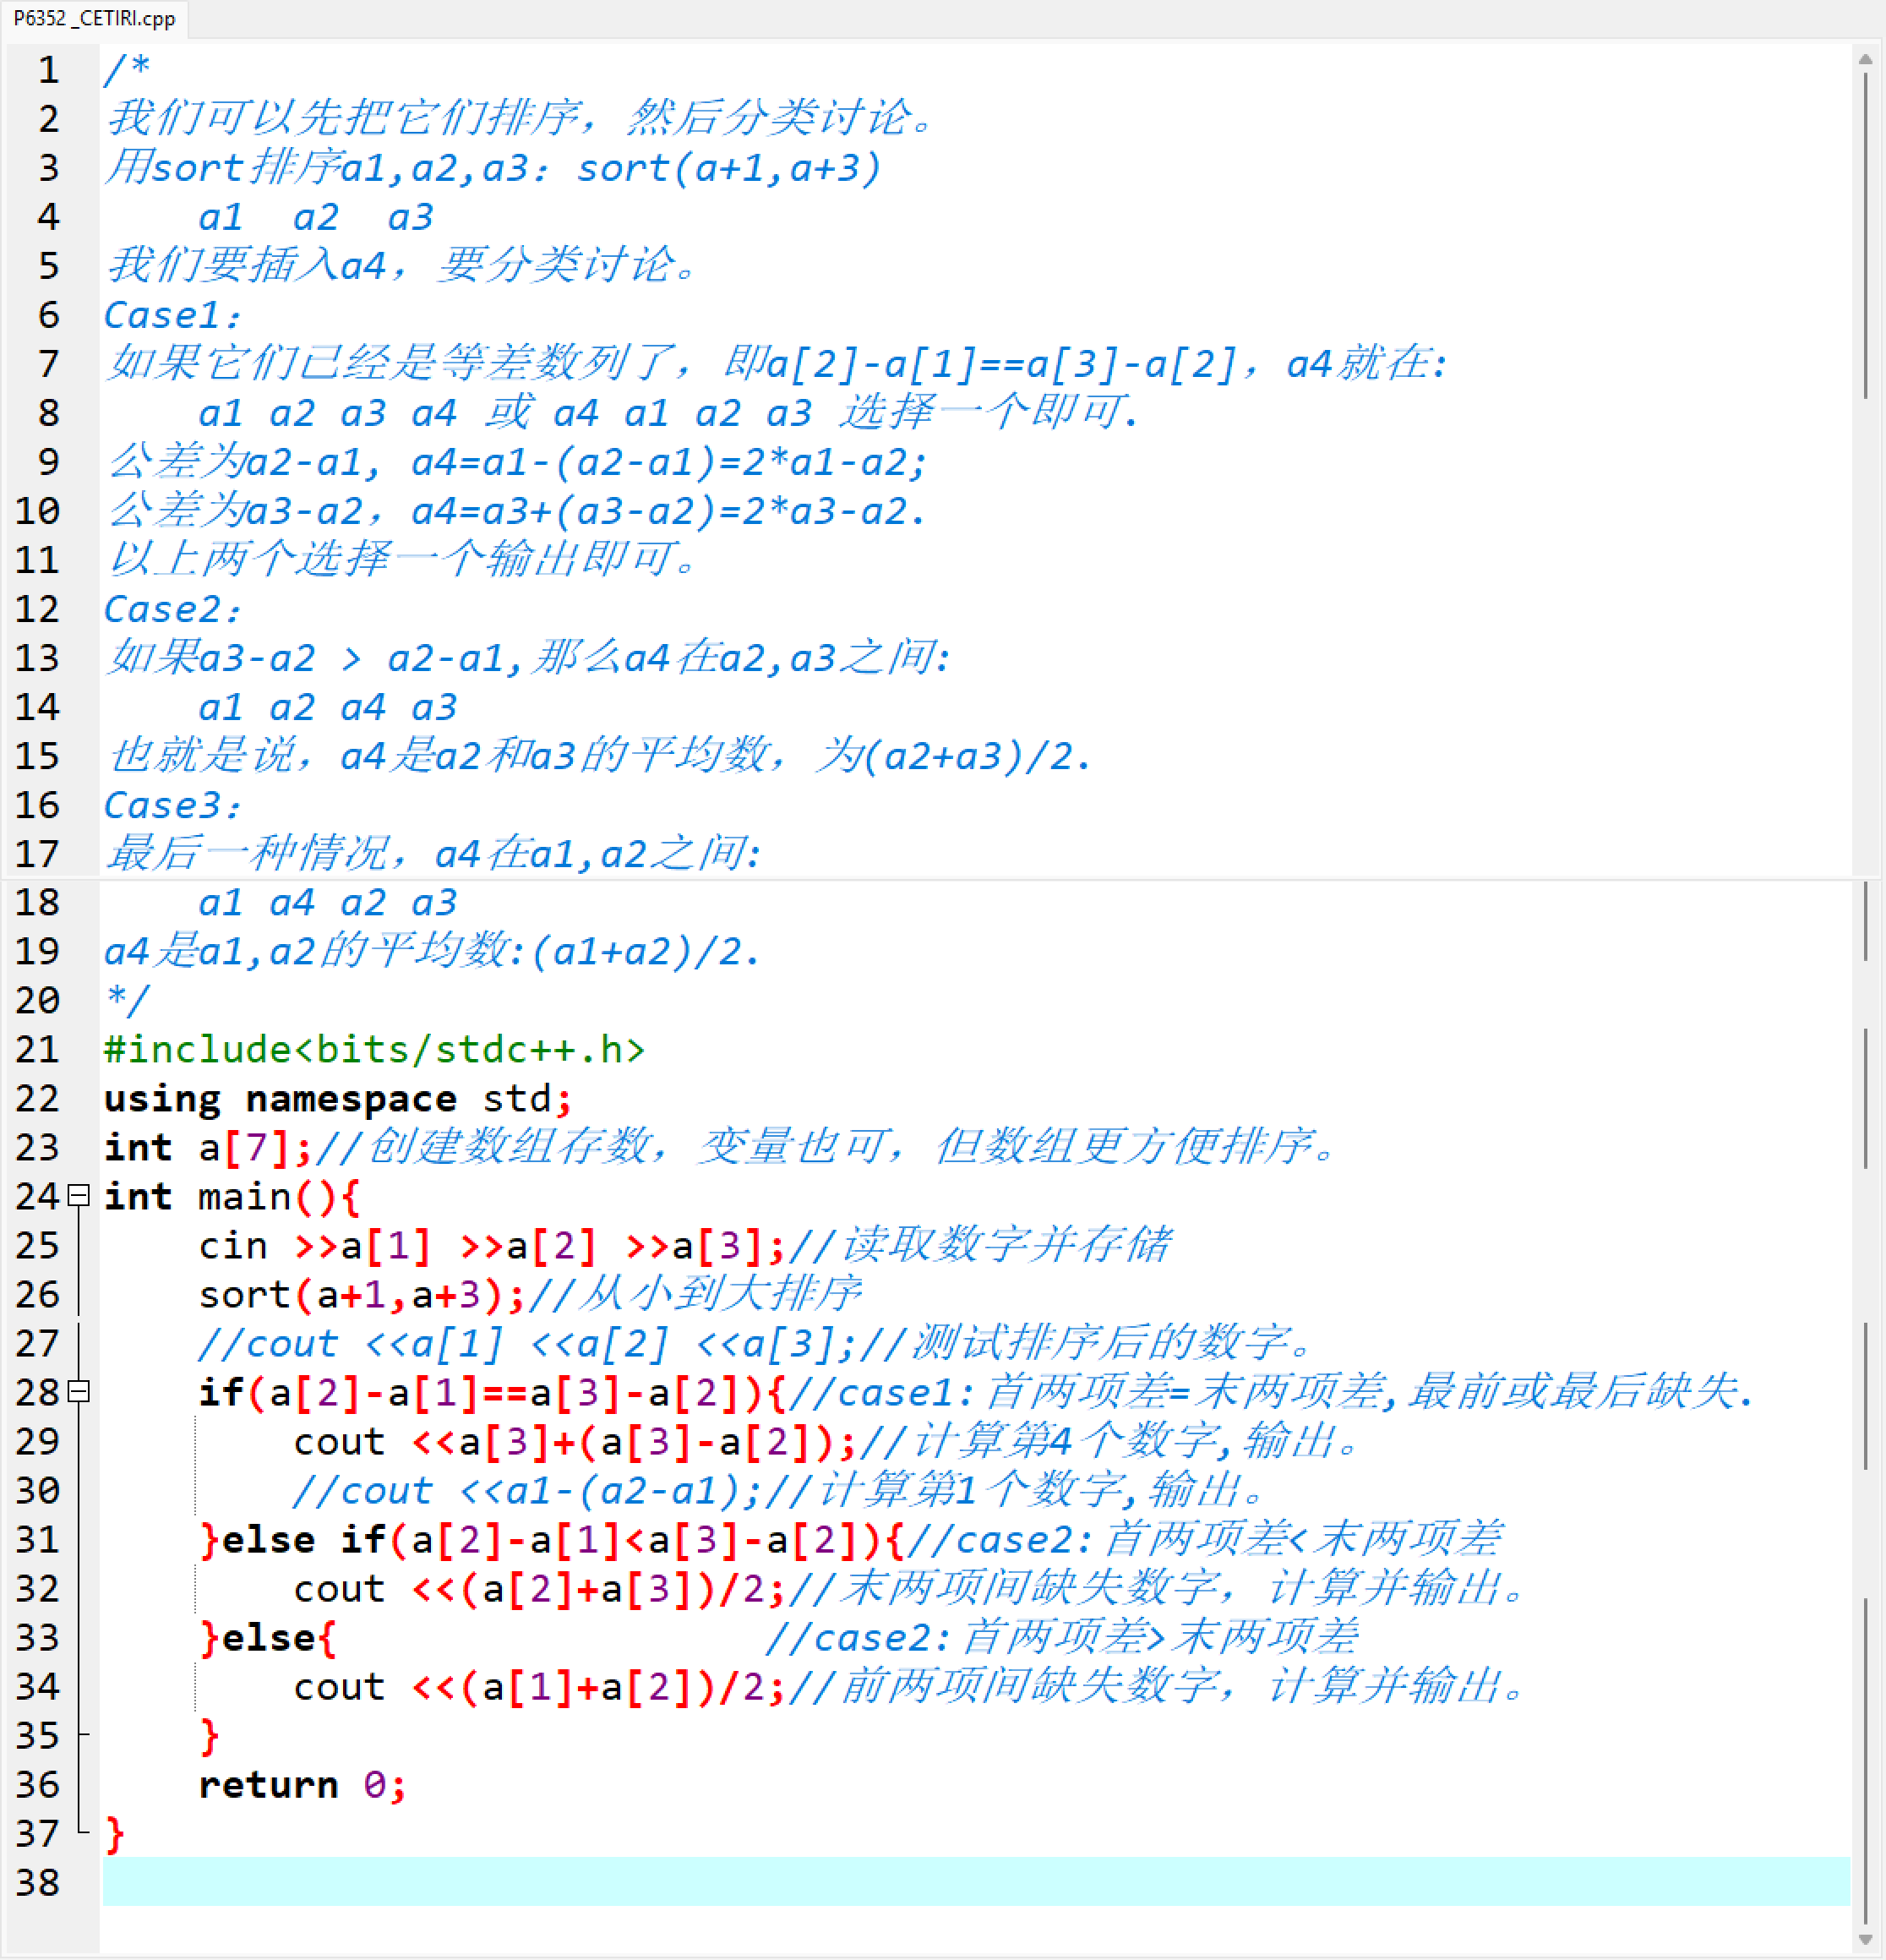 P6352 _CETIRI.cpp
1 /*
2 我们可以先把它们排序，然后分类讨论。
3 用sort排序a1,a2,a3：sort(a+1,a+3)
4     a1  a2  a3
5 我们要插入a4，要分类讨论。
6 Case1：
7 如果它们已经是等差数列了，即a[2]-a[1]==a[3]-a[2]，a4就在:
8     a1 a2 a3 a4 或 a4 a1 a2 a3 选择一个即可.
9 公差为a2-a1, a4=a1-(a2-a1)=2*a1-a2;
10 公差为a3-a2，a4=a3+(a3-a2)=2*a3-a2.
11 以上两个选择一个输出即可。
12 Case2：
13 如果a3-a2 > a2-a1,那么a4在a2,a3之间:
14     a1 a2 a4 a3
15 也就是说，a4是a2和a3的平均数，为(a2+a3)/2.
16 Case3：
17 最后一种情况，a4在a1,a2之间:
18     a1 a4 a2 a3
19 a4是a1,a2的平均数:(a1+a2)/2.
20 */
21 #include<bits/stdc++.h>
22 using namespace std;
23 int a[7];//创建数组存数，变量也可，但数组更方便排序。
24 int main(){
25     cin >>a[1] >>a[2] >>a[3];//读取数字并存储
26     sort(a+1,a+3);//从小到大排序
27     //cout <<a[1] <<a[2] <<a[3];//测试排序后的数字。
28     if(a[2]-a[1]==a[3]-a[2]){//case1:首两项差=末两项差,最前或最后缺失.
29         cout <<a[3]+(a[3]-a[2]);//计算第4个数字,输出。
30         //cout <<a1-(a2-a1);//计算第1个数字,输出。
31     }else if(a[2]-a[1]<a[3]-a[2]){//case2:首两项差<末两项差
32         cout <<(a[2]+a[3])/2;//末两项间缺失数字，计算并输出。
33     }else{                  //case2:首两项差>末两项差
34         cout <<(a[1]+a[2])/2;//前两项间缺失数字，计算并输出。
35     }
36     return 0;
37 }
38